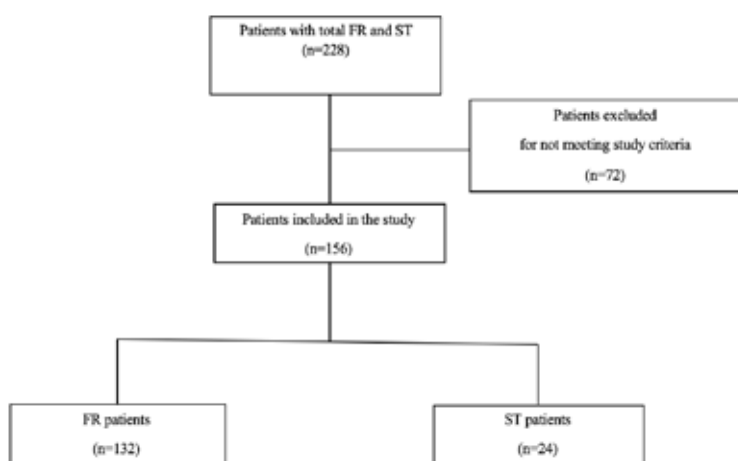 Patients with total FR and ST
(n=228)
Patients excluded
for not meeting study criteria
(n=72)
Patients included in the study
(n=156)
FR patients
(n=132)
ST patients
(n=24)